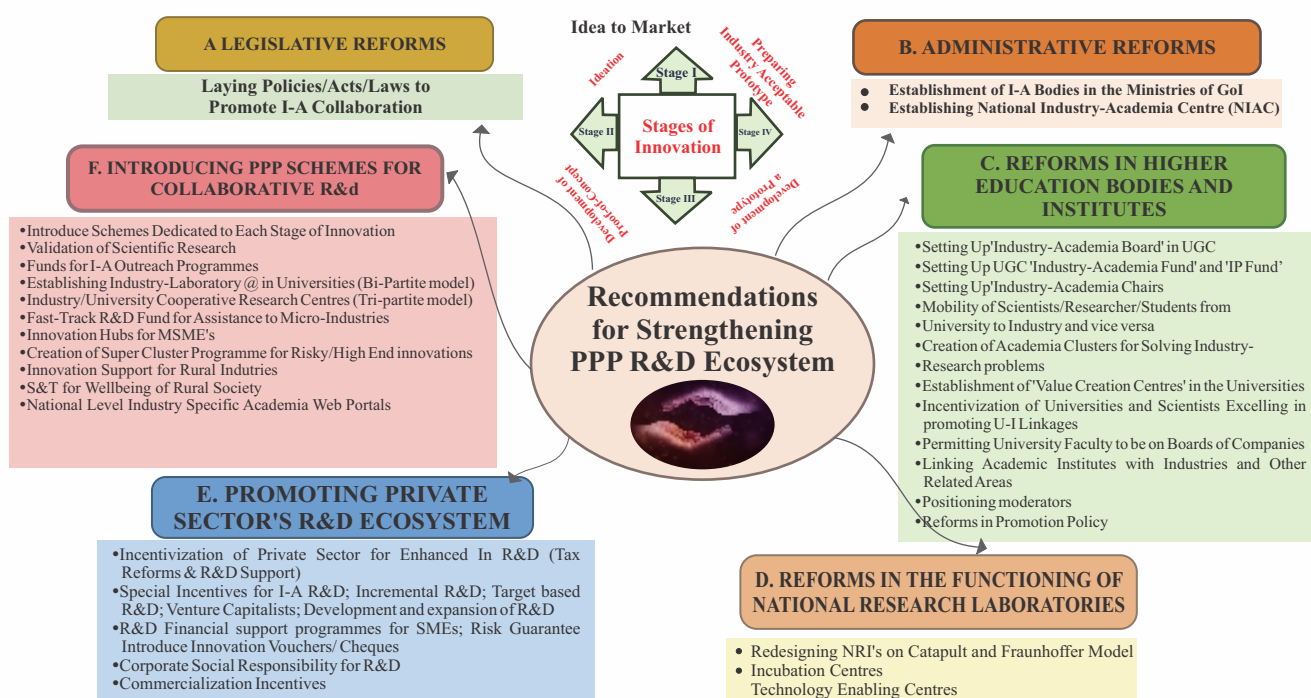 A LEGISLATIVE REFORMS
Laying Policies/Acts/Laws to
Promote I-A Collaboration
Idea to Market
Ideation
Preparing
Industry Acceptable
Prototype
Stage I
Stage II
Stages of
Innovation
Stage IV
Stage III
Development of
Proof-of-Concept
Development of
a Prototype
B. ADMINISTRATIVE REFORMS
● Establishment of I-A Bodies in the Ministries of GoI
● Establishing National Industry-Academia Centre (NIAC)
F. INTRODUCING PPP SCHEMES FOR
COLLABORATIVE R&d
•Introduce Schemes Dedicated to Each Stage of Innovation
•Validation of Scientific Research
•Funds for I-A Outreach Programmes
•Establishing Industry-Laboratory @ in Universities (Bi-Partite model)
•Industry/University Cooperative Research Centres (Tri-partite model)
•Fast-Track R&D Fund for Assistance to Micro-Industries
•Innovation Hubs for MSME's
•Creation of Super Cluster Programme for Risky/High End innovations
•Innovation Support for Rural Indutries
•S&T for Wellbeing of Rural Society
•National Level Industry Specific Academia Web Portals
Recommendations
for Strengthening
PPP R&D Ecosystem
C. REFORMS IN HIGHER
EDUCATION BODIES AND
INSTITUTES
•Setting Up'Industry-Academia Board' in UGC
•Setting Up UGC 'Industry-Academia Fund' and 'IP Fund’
•Setting Up'Industry-Academia Chairs
•Mobility of Scientists/Researcher/Students from
•University to Industry and vice versa
•Creation of Academia Clusters for Solving Industry-
•Research problems
•Establishment of 'Value Creation Centres' in the Universities
•Incentivization of Universities and Scientists Excelling in
promoting U-I Linkages
•Permitting University Faculty to be on Boards of Companies
•Linking Academic Institutes with Industries and Other
Related Areas
•Positioning moderators
•Reforms in Promotion Policy
E. PROMOTING PRIVATE
SECTOR'S R&D ECOSYSTEM
•Incentivization of Private Sector for Enhanced In R&D (Tax
Reforms & R&D Support)
•Special Incentives for I-A R&D; Incremental R&D; Target based
R&D; Venture Capitalists; Development and expansion of R&D
•R&D Financial support programmes for SMEs; Risk Guarantee
Introduce Innovation Vouchers/ Cheques
•Corporate Social Responsibility for R&D
•Commercialization Incentives
D. REFORMS IN THE FUNCTIONING OF
NATIONAL RESEARCH LABORATORIES
• Redesigning NRI's on Catapult and Fraunhoffer Model
• Incubation Centres
Technology Enabling Centres